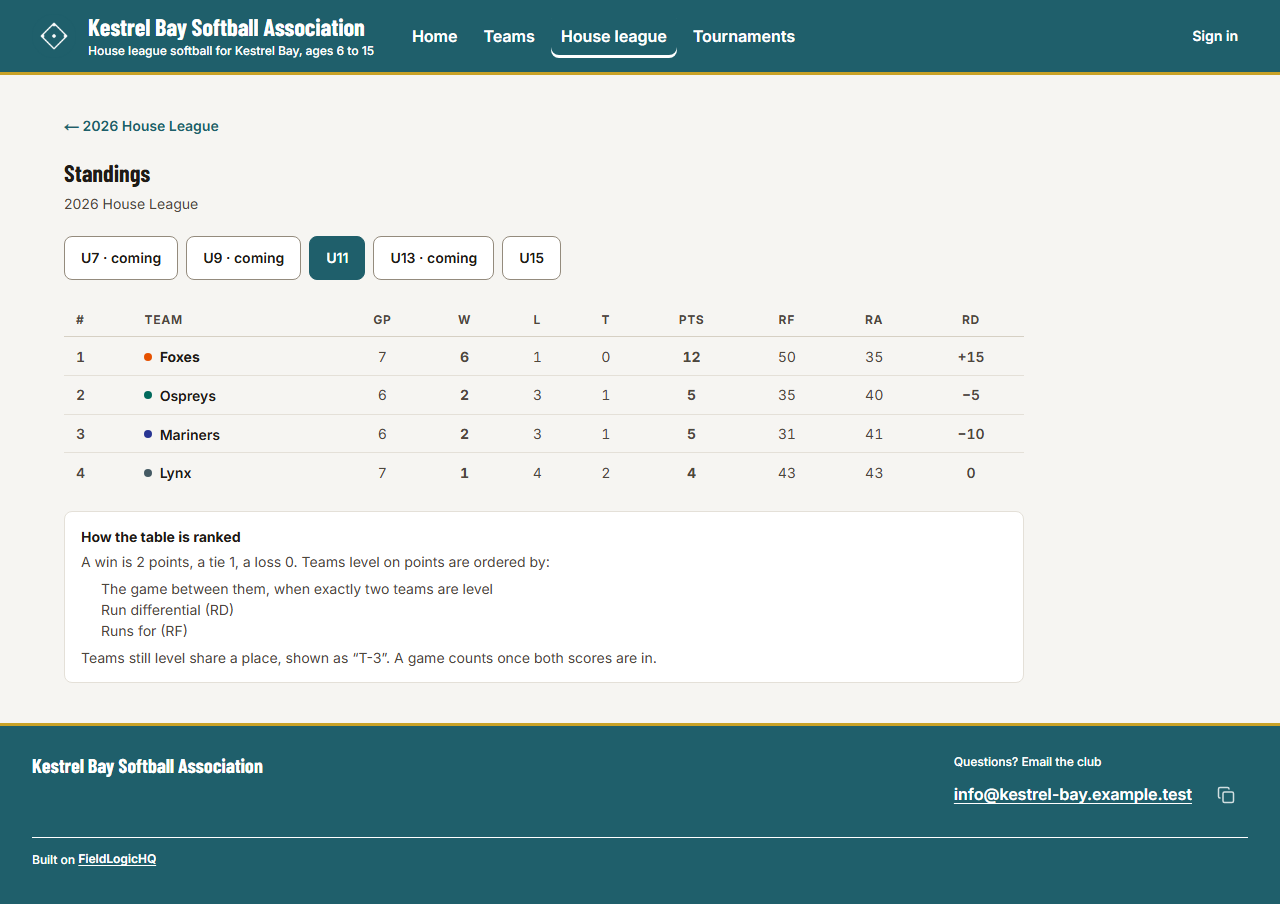 Kestrel Bay Softball Association
House league softball for Kestrel Bay, ages 6 to 15
Home Teams House league Tournaments
Sign in
← 2026 House League
Standings
2026 House League
U7 · coming U9 · coming U11 U13 · coming U15
# TEAM GP W L T PTS RF RA RD
1 Foxes 7 6 1 0 12 50 35 +15
2 Ospreys 6 2 3 1 5 35 40 −5
3 Mariners 6 2 3 1 5 31 41 −10
4 Lynx 7 1 4 2 4 43 43 0
How the table is ranked
A win is 2 points, a tie 1, a loss 0. Teams level on points are ordered by:
The game between them, when exactly two teams are level
Run differential (RD)
Runs for (RF)
Teams still level share a place, shown as “T-3”. A game counts once both scores are in.
Kestrel Bay Softball Association
Questions? Email the club
info@kestrel-bay.example.test
Built on FieldLogicHQ